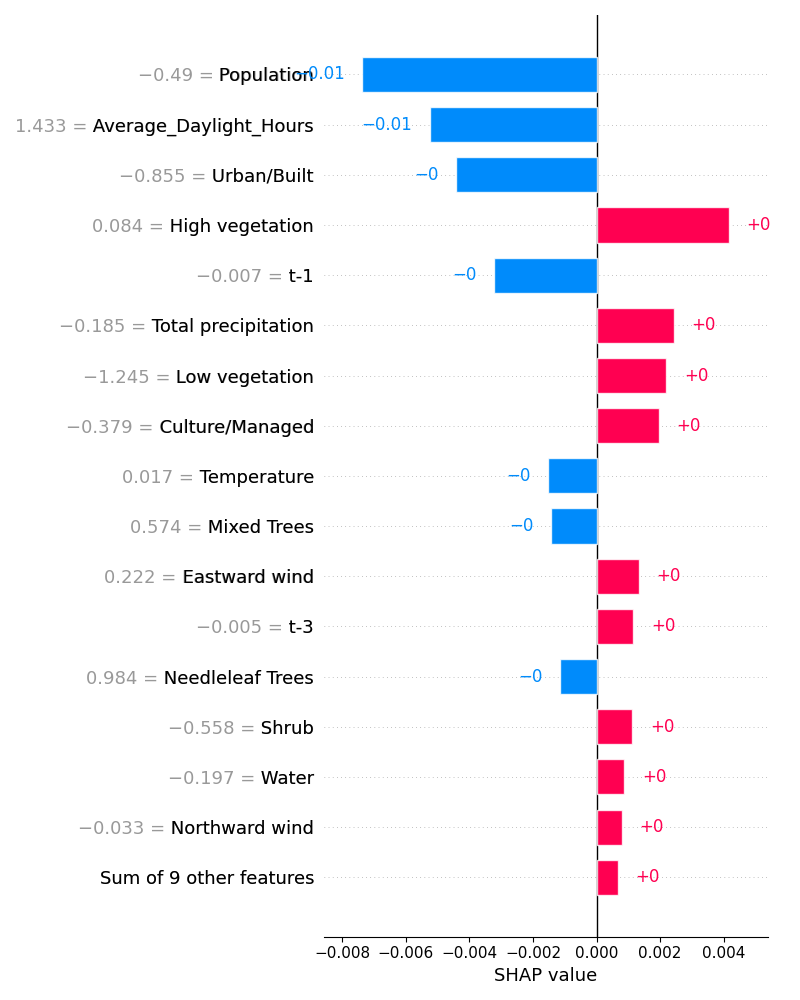 −0.49 = Population −0.01
1.433 = Average_Daylight_Hours −0.01
−0.855 = Urban/Built −0
0.084 = High vegetation +0
−0.007 = t-1 −0
−0.185 = Total precipitation +0
−1.245 = Low vegetation +0
−0.379 = Culture/Managed +0
0.017 = Temperature −0
0.574 = Mixed Trees −0
0.222 = Eastward wind +0
−0.005 = t-3 +0
0.984 = Needleleaf Trees −0
−0.558 = Shrub +0
−0.197 = Water +0
−0.033 = Northward wind +0
Sum of 9 other features +0
−0.008 −0.006 −0.004 −0.002 0.000 0.002 0.004
SHAP value